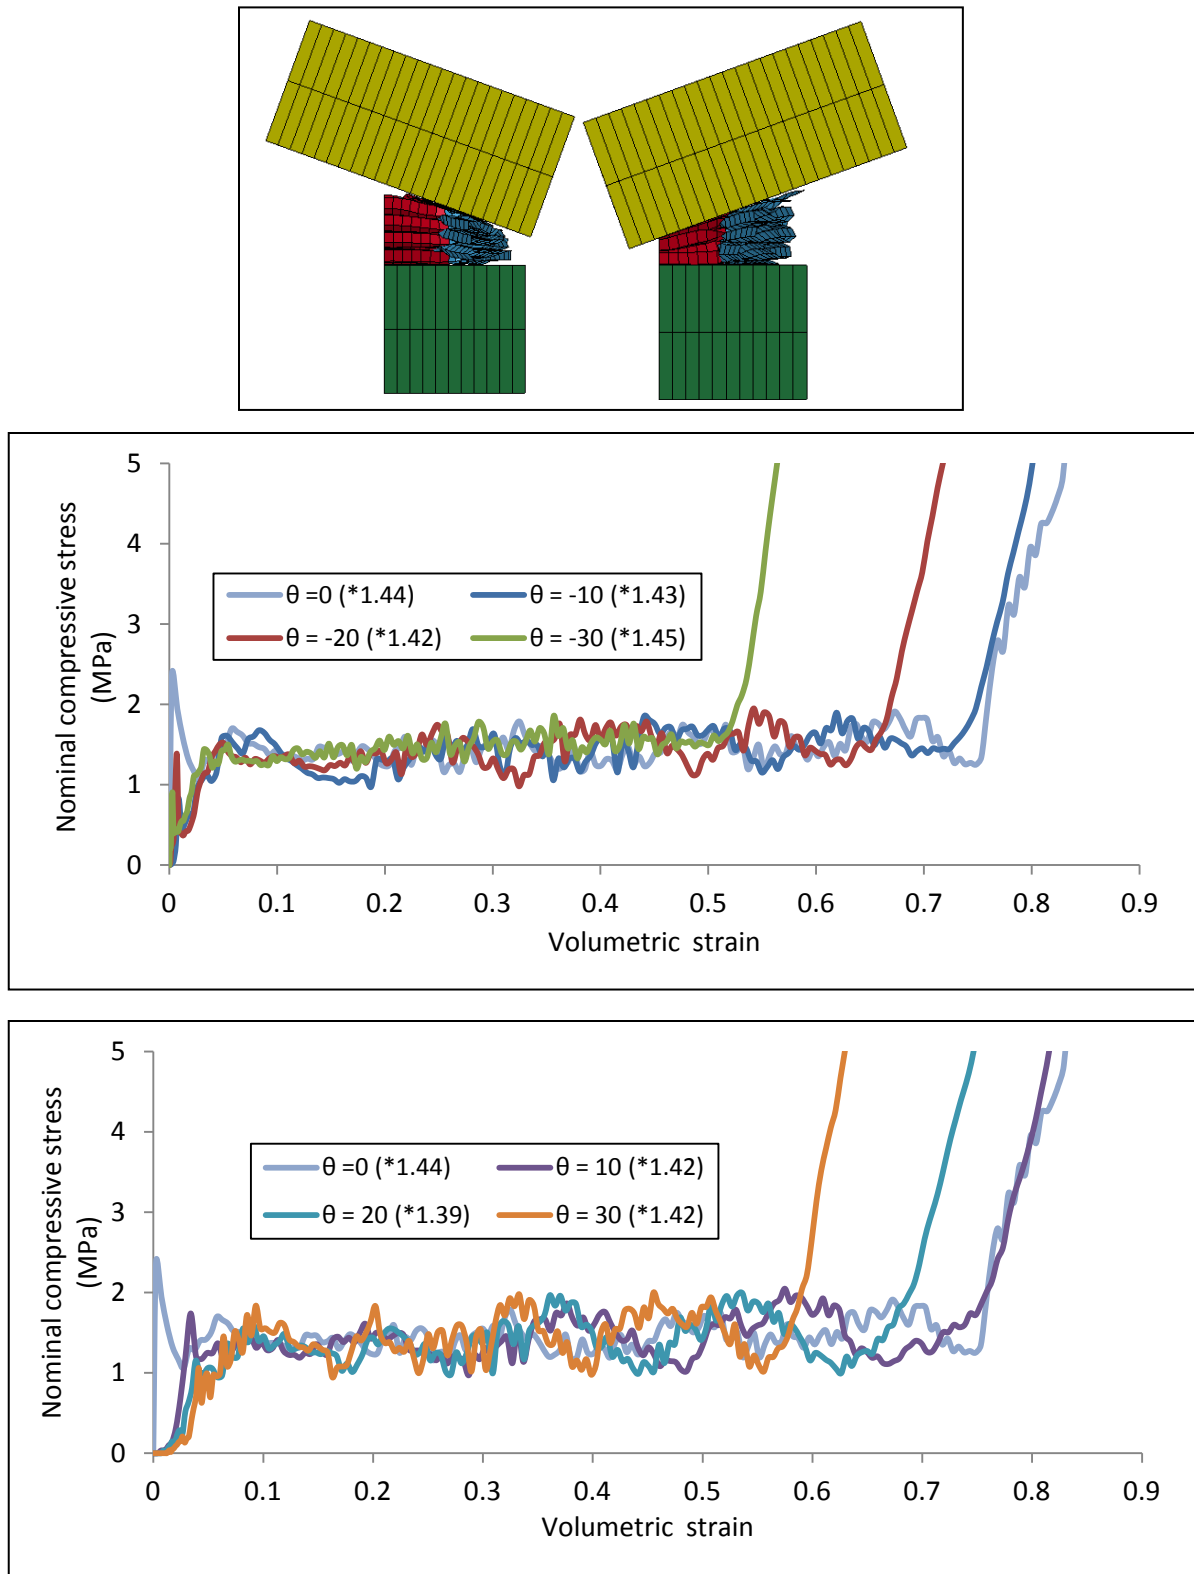 5
4
3
2
1
0
Nominal compressive stress
(MPa)
θ =0 (*1.44)
θ = -10 (*1.43)
θ = -20 (*1.42)
θ = -30 (*1.45)
0 0.1 0.2 0.3 0.4 0.5 0.6 0.7 0.8 0.9
Volumetric strain
5
4
3
2
1
0
Nominal compressive stress
(MPa)
θ =0 (*1.44)
θ = 10 (*1.42)
θ = 20 (*1.39)
θ = 30 (*1.42)
0 0.1 0.2 0.3 0.4 0.5 0.6 0.7 0.8 0.9
Volumetric strain